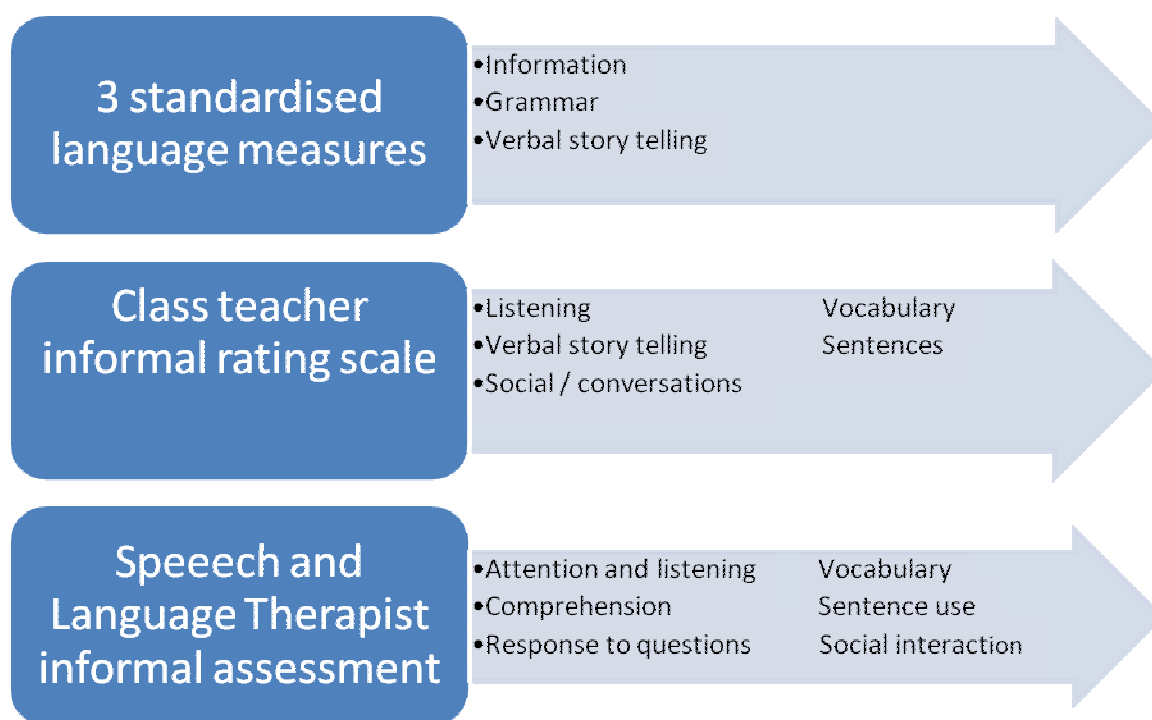 3 standardised
language measures
•Information
•Grammar
•Verbal story telling
Class teacher
informal rating scale
•Listening Vocabulary
•Verbal story telling Sentences
•Social / conversations
Speeech and
Language Therapist
informal assessment
•Attention and listening Vocabulary
•Comprehension Sentence use
•Response to questions Social interaction